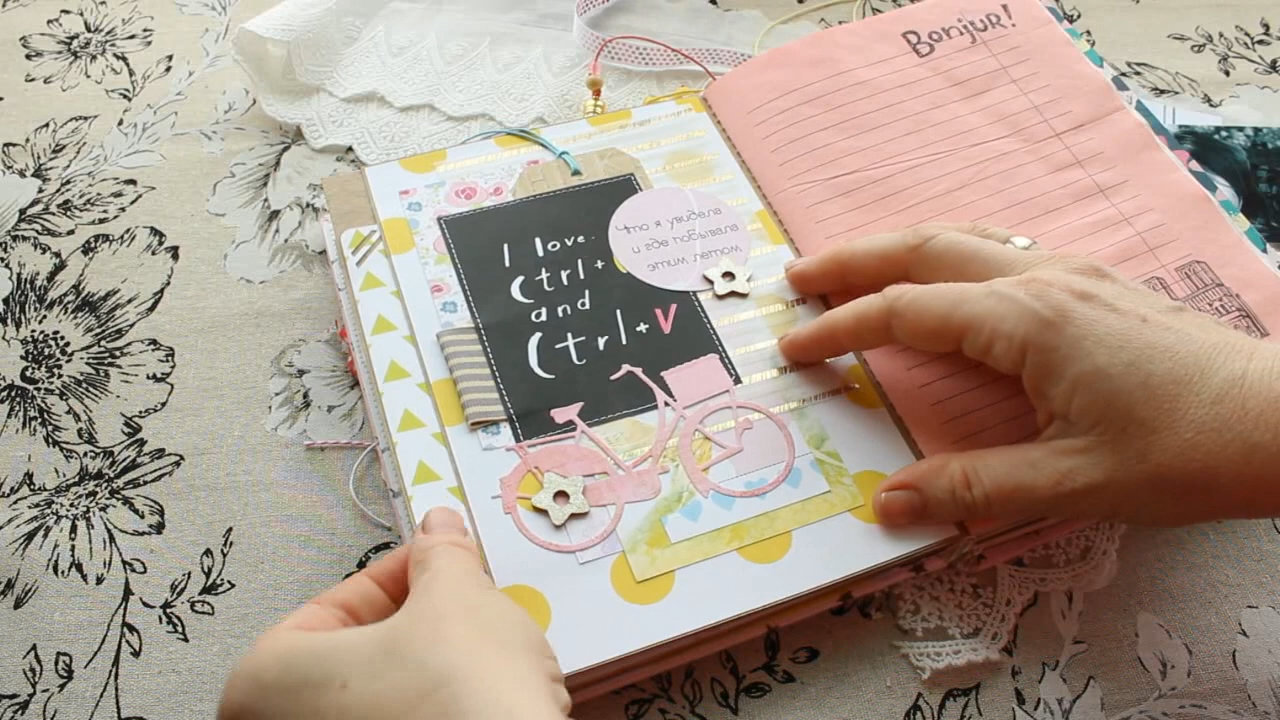 I love
Ctrl +
and
Ctrl + V
что я увидела
и где побывала
этим летом
Bonjur!